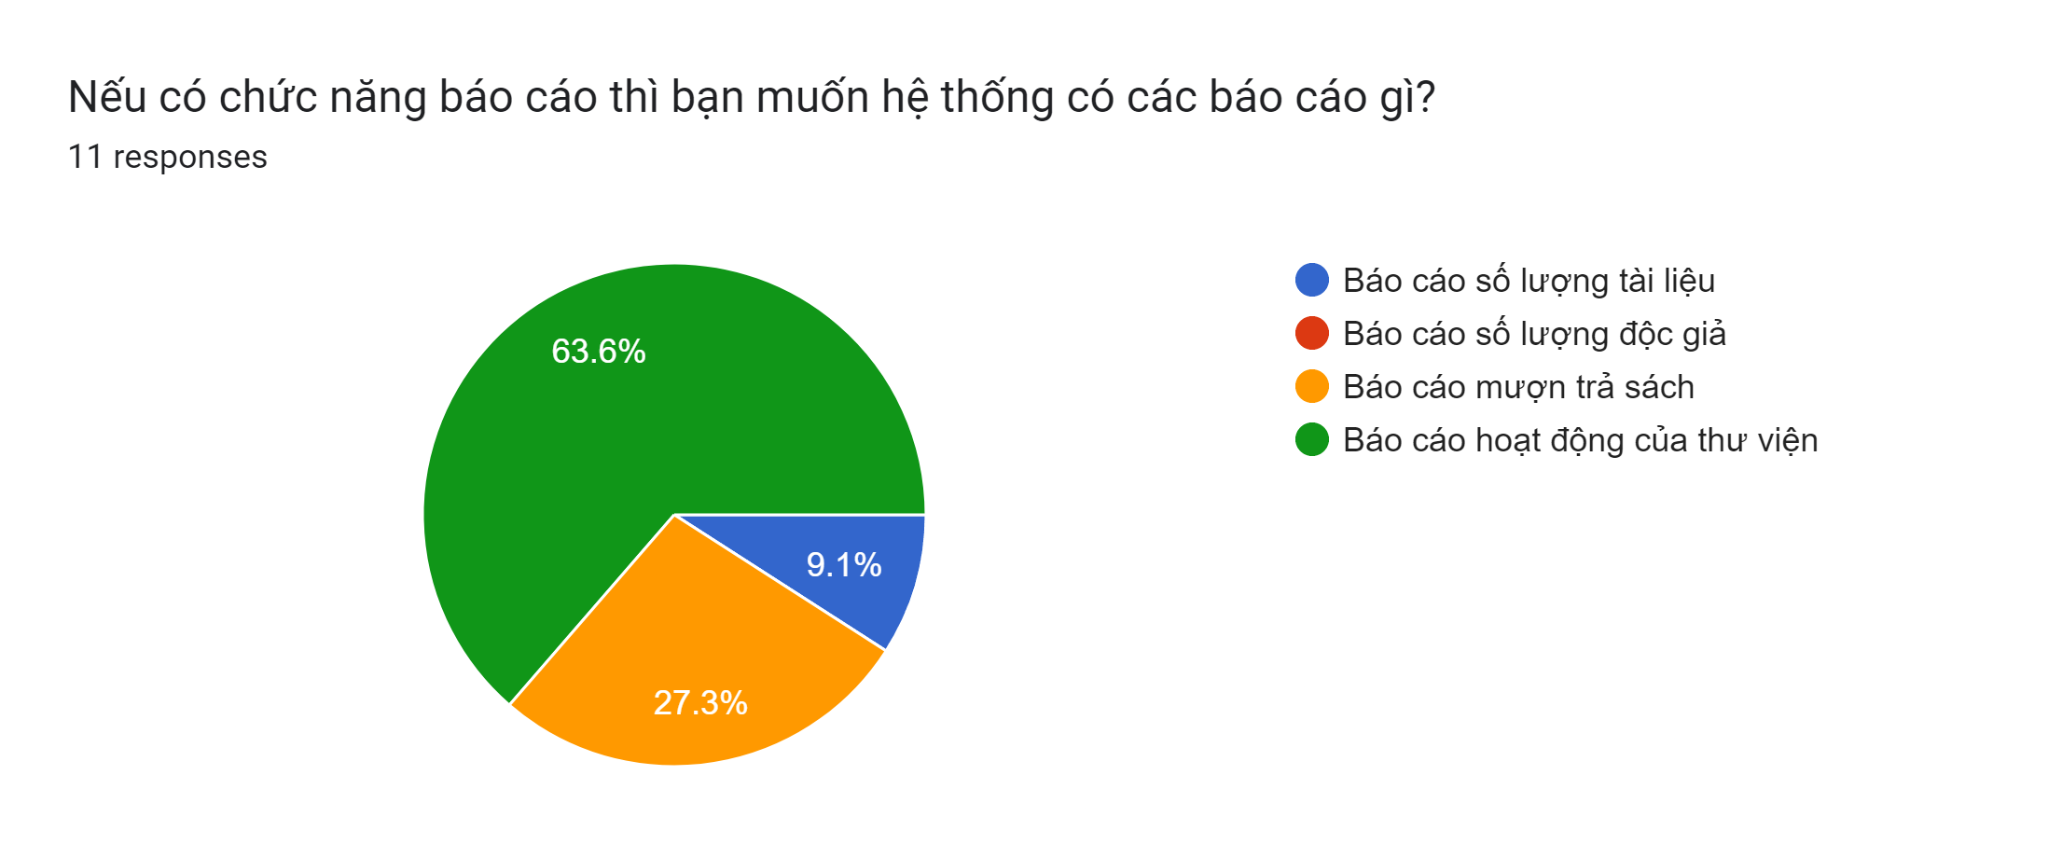 Nếu có chức năng báo cáo thì bạn muốn hệ thống có các báo cáo gì?
11 responses
63.6%
9.1%
27.3%
Báo cáo số lượng tài liệu
Báo cáo số lượng độc giả
Báo cáo mượn trả sách
Báo cáo hoạt động của thư viện